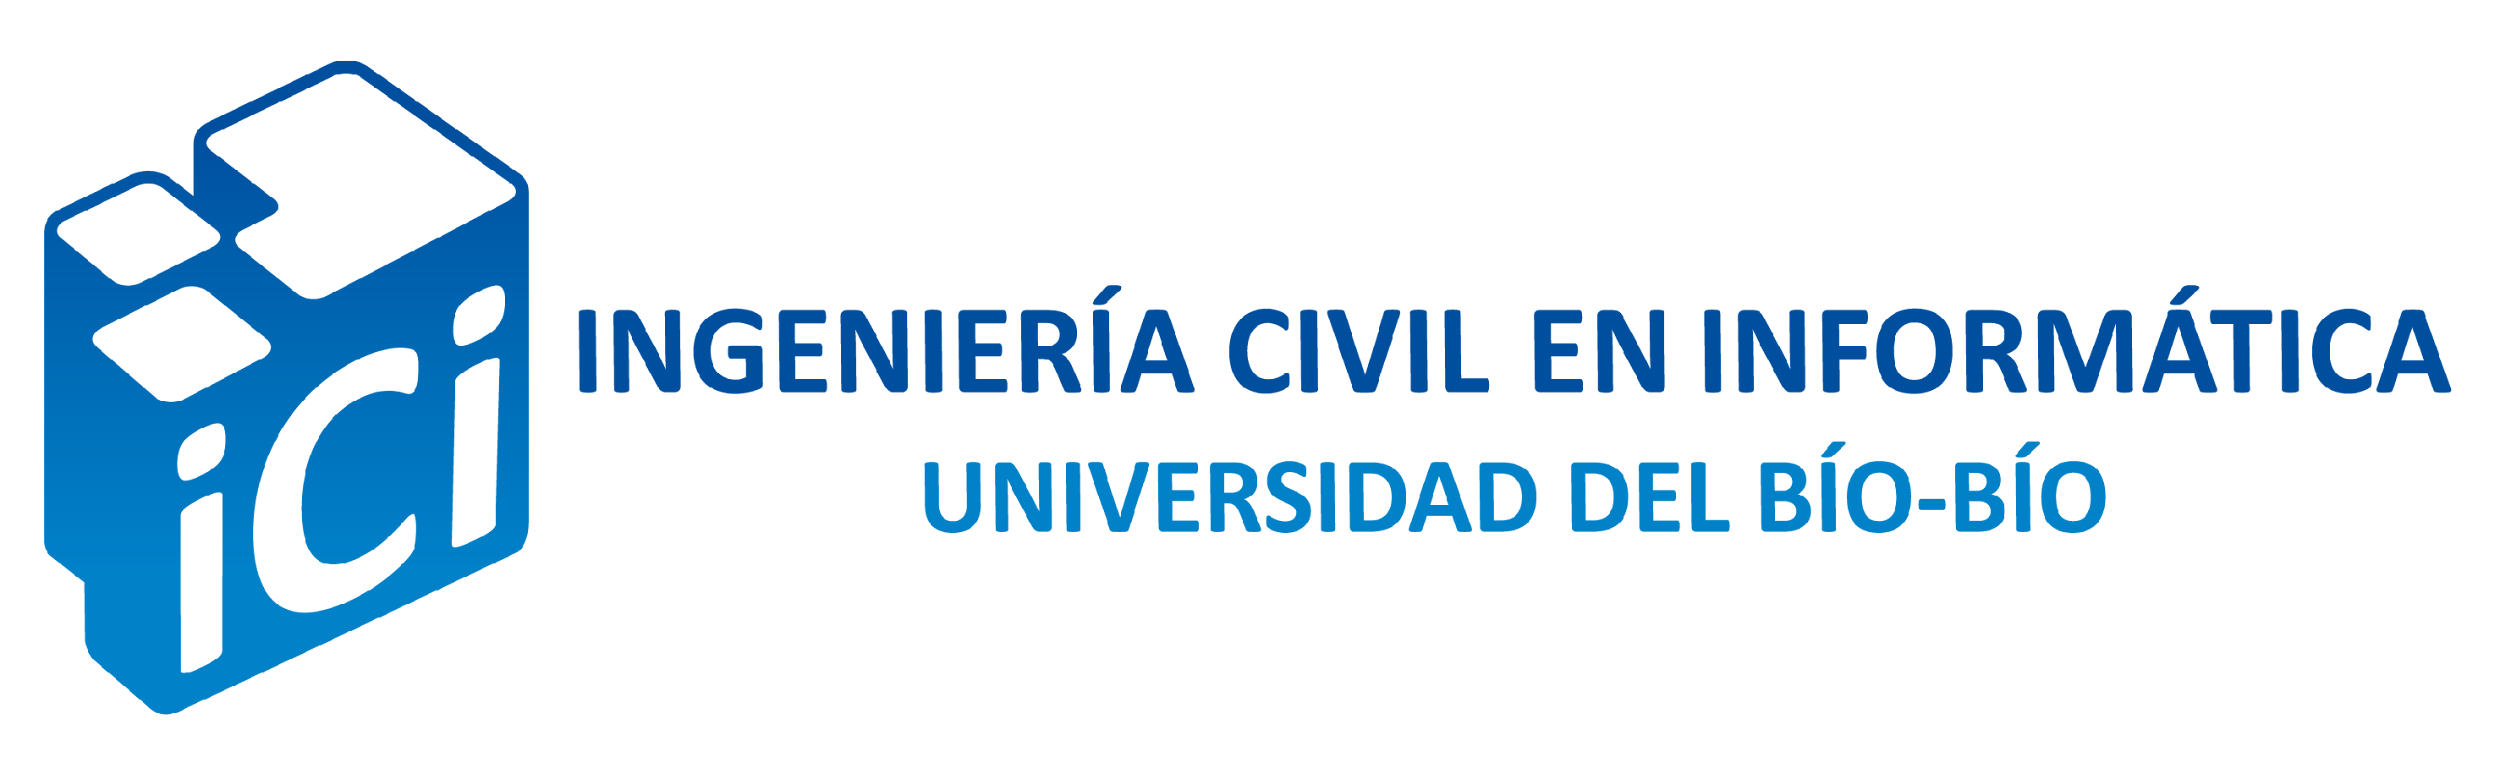 iCi
INGENIERÍA CIVIL EN INFORMÁTICA
UNIVERSIDAD DEL BÍO-BÍO